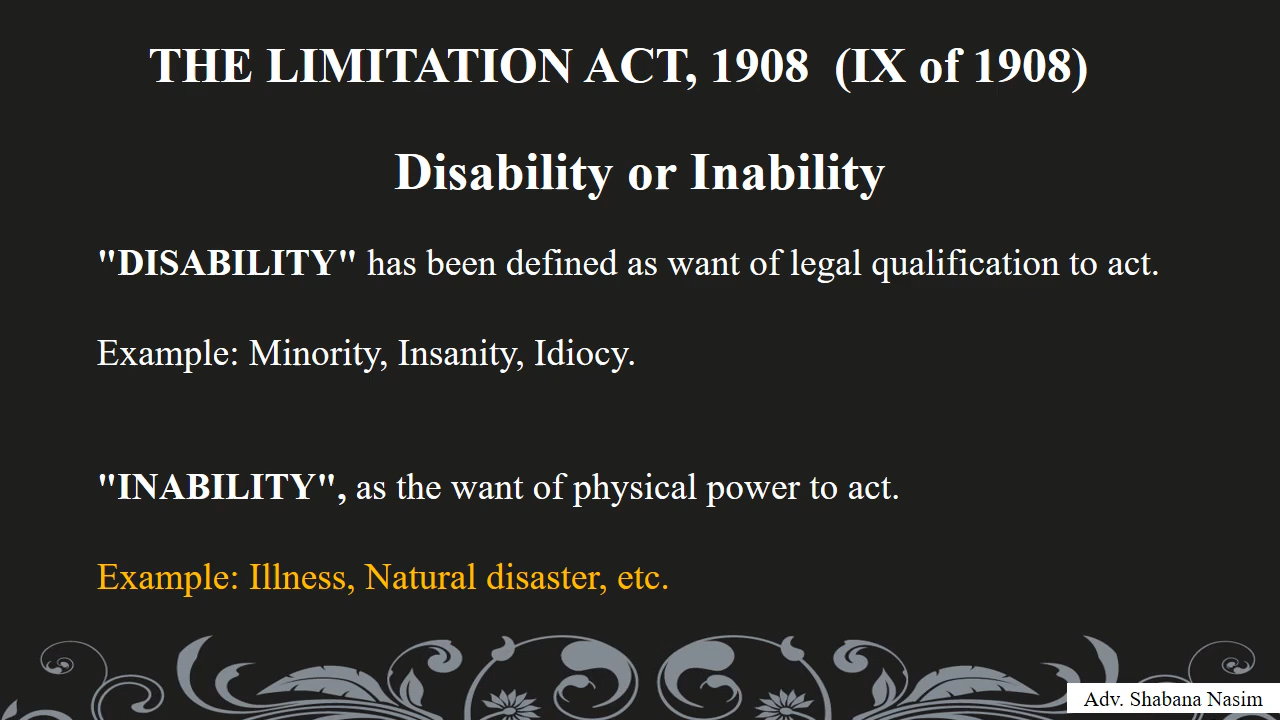 THE LIMITATION ACT, 1908  (IX of 1908)
Disability or Inability
"DISABILITY" has been defined as want of legal qualification to act.
Example: Minority, Insanity, Idiocy.
"INABILITY", as the want of physical power to act.
Example: Illness, Natural disaster, etc.
Adv. Shabana Nasim